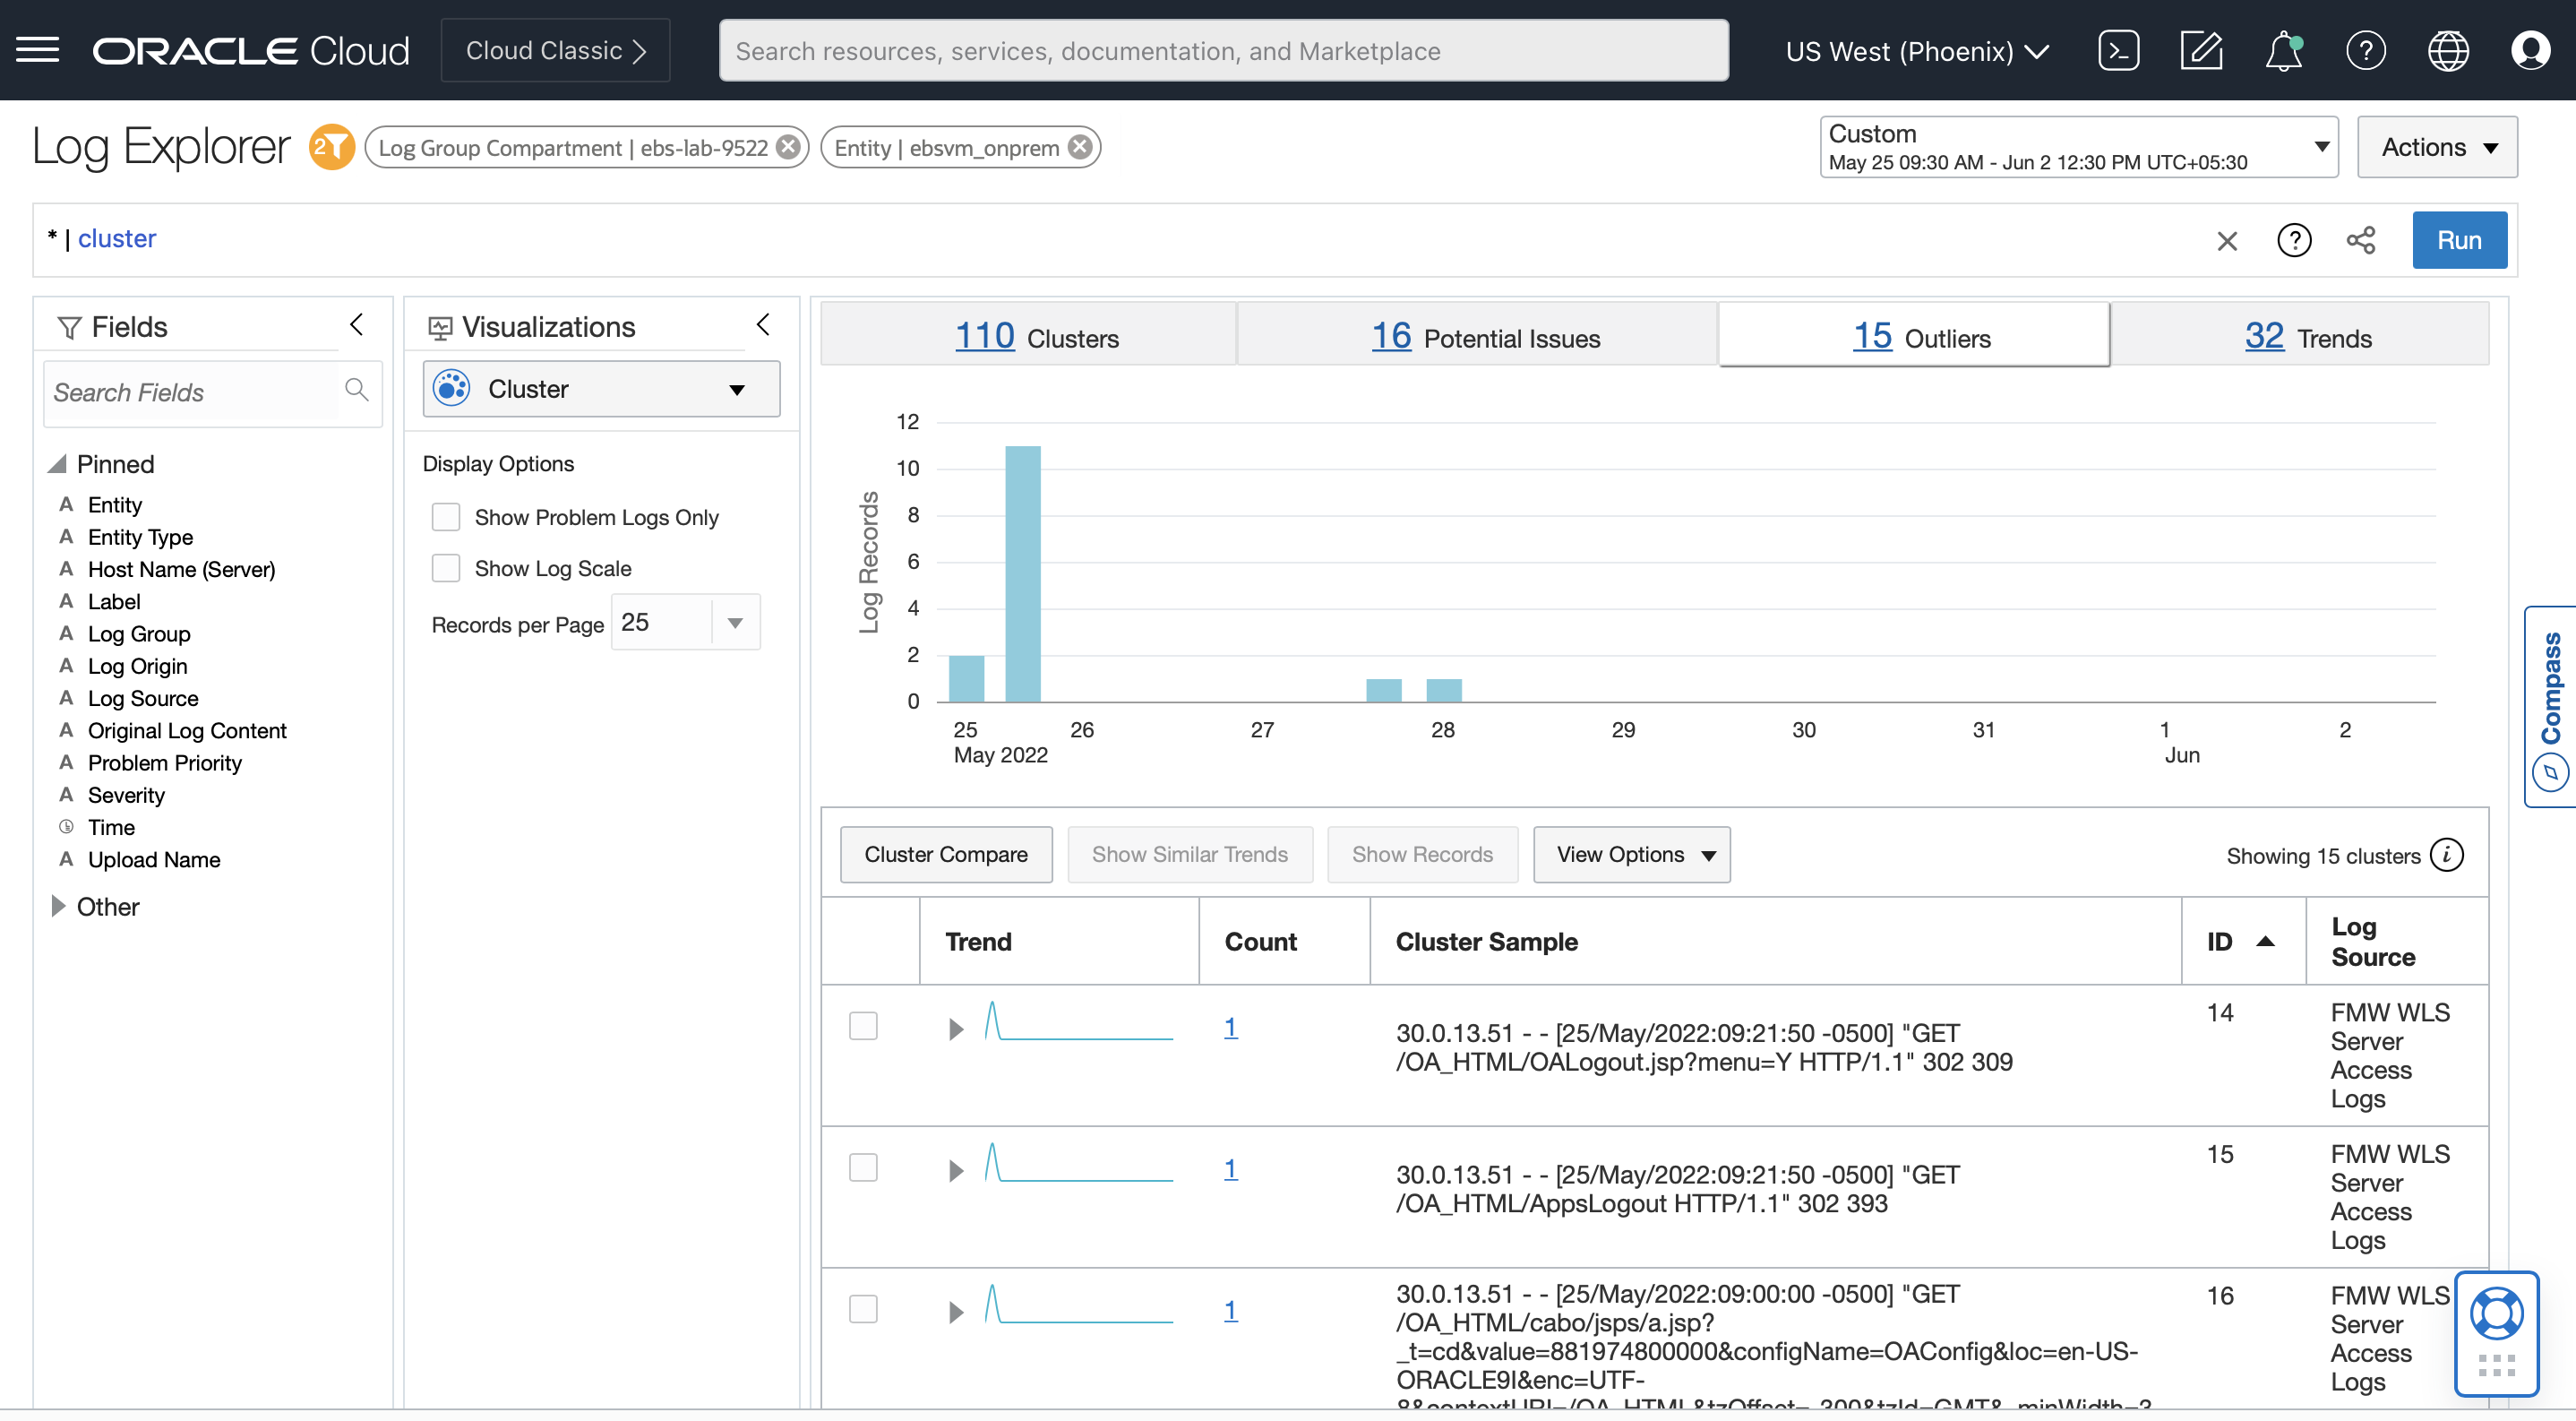 ORACLE Cloud
Cloud Classic
Search resources, services, documentation, and Marketplace
US West (Phoenix)
Log Explorer
2
Log Group Compartment | ebs-lab-9522
Entity | ebsvm_onprem
Custom
May 25 09:30 AM - Jun 2 12:30 PM UTC+05:30
Actions
* | cluster
Run
Fields
Search Fields
Pinned
A Entity
A Entity Type
A Host Name (Server)
A Label
A Log Group
A Log Origin
A Log Source
A Original Log Content
A Problem Priority
A Severity
Time
A Upload Name
Other
Visualizations
Cluster
Display Options
Show Problem Logs Only
Show Log Scale
Records per Page 25
110 Clusters
16 Potential Issues
15 Outliers
32 Trends
Log Records
12
10
8
6
4
2
0
25 26 27 28 29 30 31 1 2
May 2022 Jun
Compass
Cluster Compare
Show Similar Trends
Show Records
View Options
Showing 15 clusters
Trend
Count
Cluster Sample
ID
Log
Source
1
30.0.13.51 - - [25/May/2022:09:21:50 -0500] "GET
/OA_HTML/OALogout.jsp?menu=Y HTTP/1.1" 302 309
14
FMW WLS
Server
Access
Logs
1
30.0.13.51 - - [25/May/2022:09:21:50 -0500] "GET
/OA_HTML/AppsLogout HTTP/1.1" 302 393
15
FMW WLS
Server
Access
Logs
1
30.0.13.51 - - [25/May/2022:09:00:00 -0500] "GET
/OA_HTML/cabo/jsps/a.jsp?
_t=cd&value=881974800000&configName=OAConfig&loc=en-US-
ORACLE9I&enc=UTF-
8&contextURI=/OA_HTML&tzOffset=-300&tzId=GMT&_minWidth=3
16
FMW WLS
Server
Access
Logs